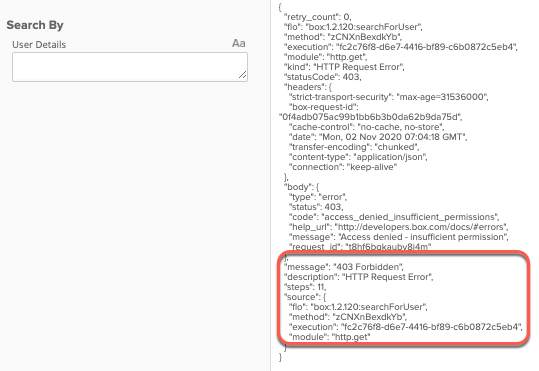 Search By
User Details
Aa
{
"retry_count": 0,
"flo": "box:1.2.120:searchForUser",
"method": "zCNXnBexdkYb",
"execution": "fc2c76f8-d6e7-4416-bf89-c6b0872c5eb4",
"module": "http.get",
"kind": "HTTP Request Error",
"statusCode": 403,
"headers": {
"strict-transport-security": "max-age=31536000",
"box-request-id":
"0f4adb075ac99b1bb6b3b0da62b9da75d",
"cache-control": "no-cache, no-store",
"date": "Mon, 02 Nov 2020 07:04:18 GMT",
"transfer-encoding": "chunked",
"content-type": "application/json",
"connection": "keep-alive"
},
"body": {
"type": "error",
"status": 403,
"code": "access_denied_insufficient_permissions",
"help_url": "http://developers.box.com/docs/#errors",
"message": "Access denied - insufficient permission",
"request_id": "t8hf6bgkauby8j4m"
},
"message": "403 Forbidden",
"description": "HTTP Request Error",
"steps": 11,
"source": {
"flo": "box:1.2.120:searchForUser",
"method": "zCNXnBexdkYb",
"execution": "fc2c76f8-d6e7-4416-bf89-c6b0872c5eb4",
"module": "http.get"
}
}